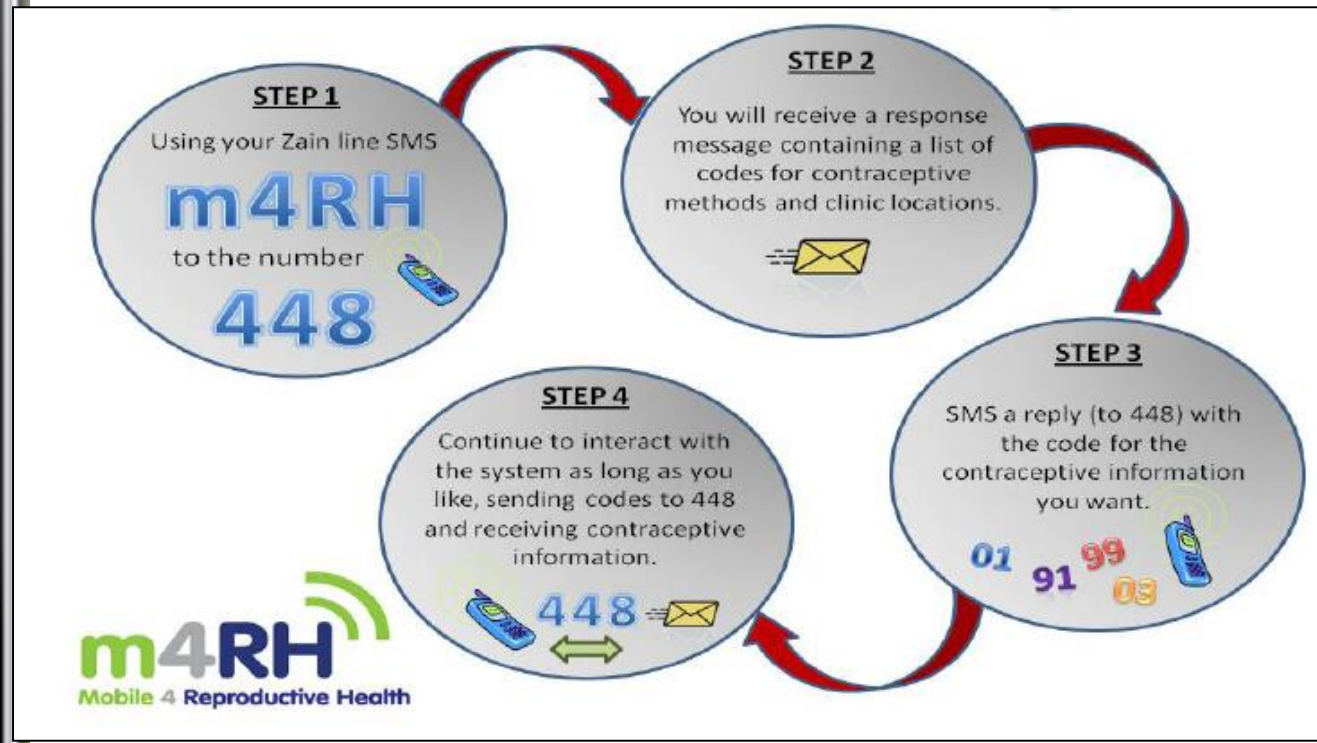 STEP 1
Using your Zain line SMS
m4RH
to the number
448
STEP 2
You will receive a response
message containing a list of
codes for contraceptive
methods and clinic locations.
STEP 3
SMS a reply (to 448) with
the code for the
contraceptive information
you want.
01 91 99 03
STEP 4
Continue to interact with
the system as long as you
like, sending codes to 448
and receiving contraceptive
information.
448
m4RH
Mobile 4 Reproductive Health